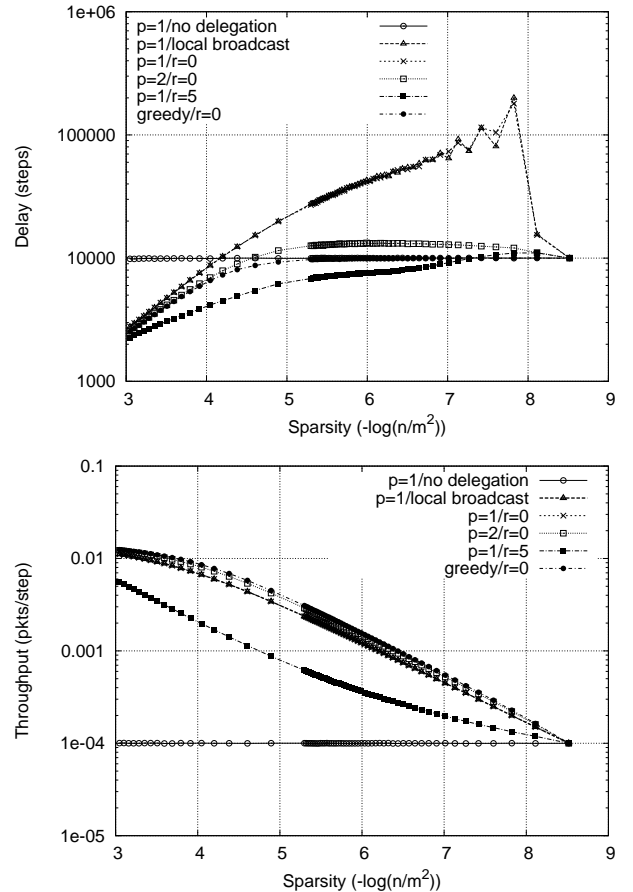 p=1/no delegation
p=1/local broadcast
p=1/r=0
p=2/r=0
p=1/r=5
greedy/r=0
1e+06
100000
10000
1000
Delay (steps)
3 4 5 6 7 8 9
Sparsity (-log(n/m²))
p=1/no delegation
p=1/local broadcast
p=1/r=0
p=2/r=0
p=1/r=5
greedy/r=0
0.1
0.01
0.001
1e-04
1e-05
Throughput (pkts/step)
3 4 5 6 7 8 9
Sparsity (-log(n/m²))